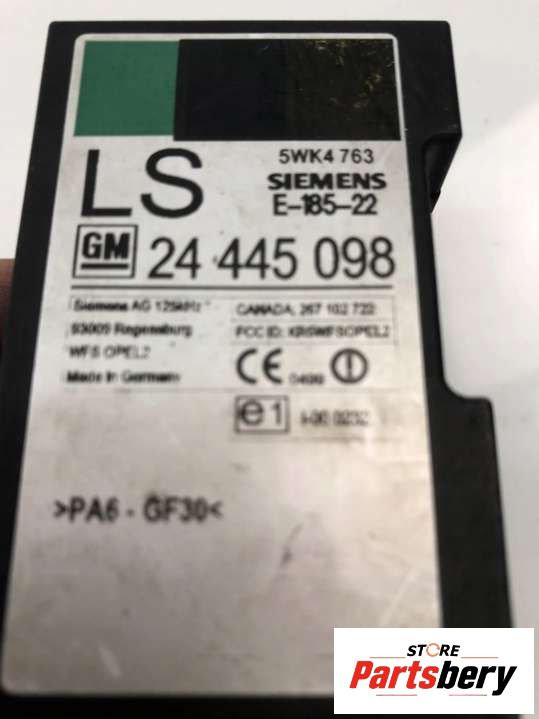 5WK4 763
LS
SIEMENS
E-185-22
GM 24 445 098
Siemens AG 125kHz
93009 Regensburg
WFS OPEL2
Made in Germany
CANADA: 267 102 722
FCC ID: KR5WFSOPEL2
CE 0499
e1
>PA6 - GF30<
STORE
Partsbery